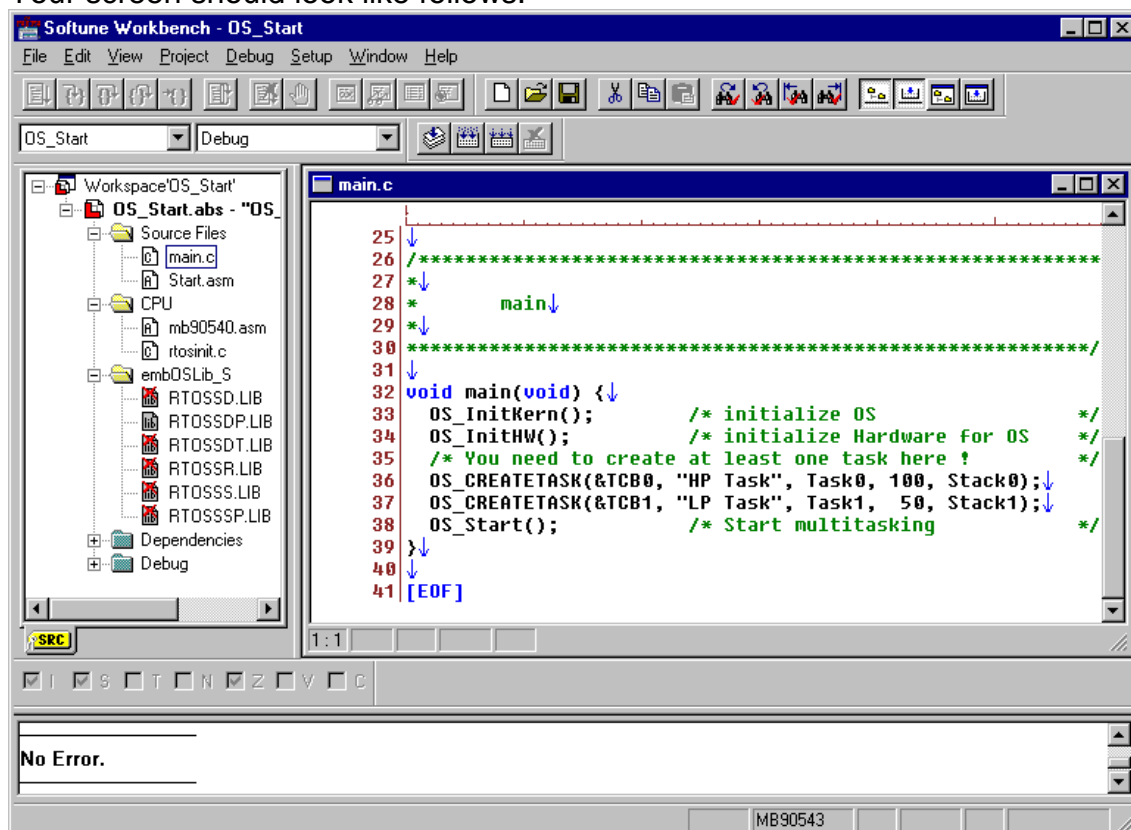 Your screen should look like follows:
Softune Workbench - OS_Start
File Edit View Project Debug Setup Window Help
OS_Start Debug
Workspace'OS_Start'
OS_Start.abs - "OS_
Source Files
main.c
Start.asm
CPU
mb90540.asm
rtosinit.c
embOSLib_S
RTOSSD.LIB
RTOSSDP.LIB
RTOSSDT.LIB
RTOSSR.LIB
RTOSSS.LIB
RTOSSSP.LIB
Dependencies
Debug
SRC
main.c
25 ↓
26 /**********************************************************
27 *↓
28 *       main↓
29 *↓
30 **********************************************************/
31 ↓
32 void main(void) {↓
33   OS_InitKern();        /* initialize OS                    */
34   OS_InitHW();          /* initialize Hardware for OS       */
35   /* You need to create at least one task here !            */
36   OS_CREATETASK(&TCB0, "HP Task", Task0, 100, Stack0);↓
37   OS_CREATETASK(&TCB1, "LP Task", Task1,  50, Stack1);↓
38   OS_Start();           /* Start multitasking               */
39 }↓
40 ↓
41 [EOF]
1:1
I S T N Z V C
No Error.
MB90543